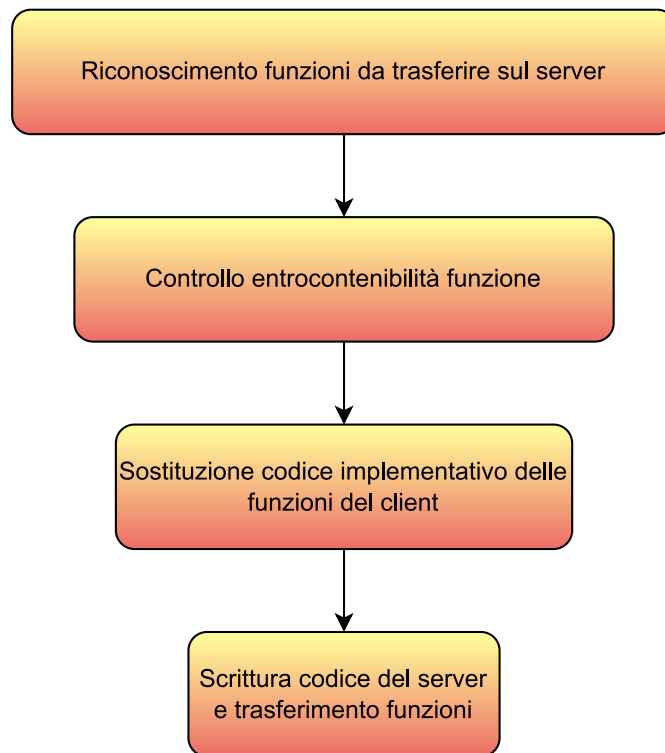 Riconoscimento funzioni da trasferire sul server
Controllo entrocontenibilità funzione
Sostituzione codice implementativo delle
funzioni del client
Scrittura codice del server
e trasferimento funzioni